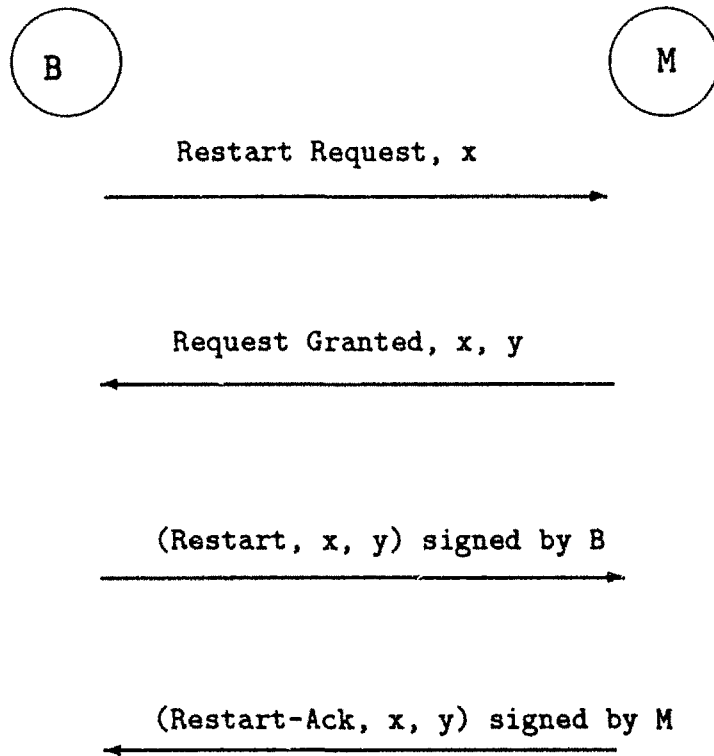 B
M
Restart Request, x
Request Granted, x, y
(Restart, x, y) signed by B
(Restart-Ack, x, y) signed by M